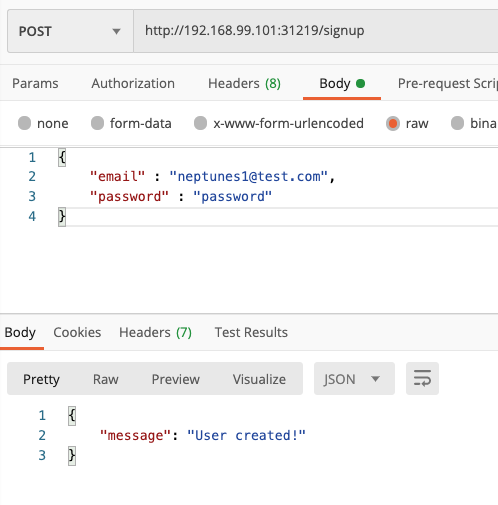 POST http://192.168.99.101:31219/signup
Params Authorization Headers (8) Body Pre-request Scrip
none form-data x-www-form-urlencoded raw bina
1 {
2 "email" : "neptunes1@test.com",
3 "password" : "password"
4 }
Body Cookies Headers (7) Test Results
Pretty Raw Preview Visualize JSON
1 {
2 "message": "User created!"
3 }